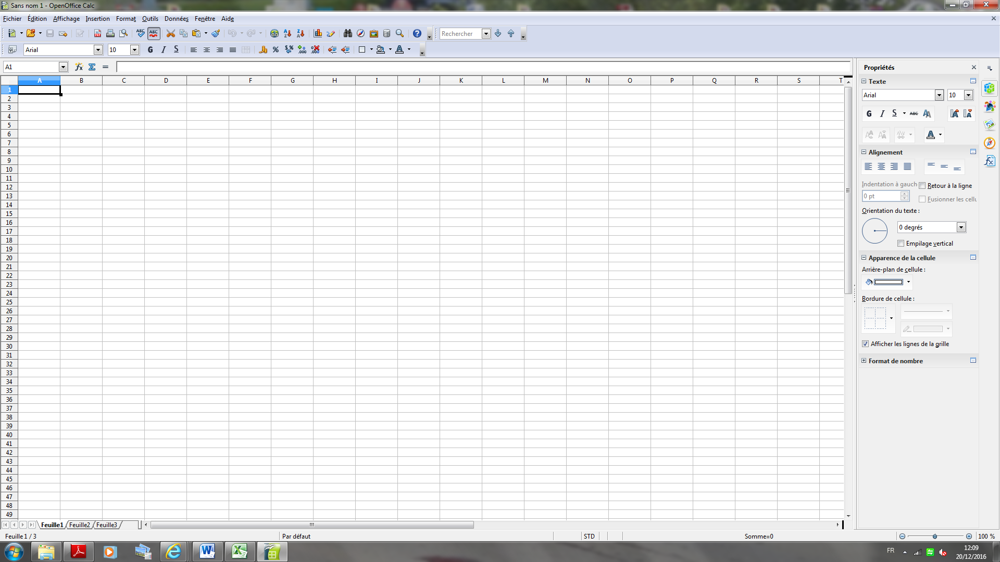 Sans nom 1 - OpenOffice Calc
Fichier Édition Affichage Insertion Format Outils Données Fenêtre Aide
Rechercher
Arial 10 G I S
A1
A B C D E F G H I J K L M N O P Q R S T
1
2
3
4
5
6
7
8
9
10
11
12
13
14
15
16
17
18
19
20
21
22
23
24
25
26
27
28
29
30
31
32
33
34
35
36
37
38
39
40
41
42
43
44
45
46
47
48
49
Propriétés
Texte
Arial 10
G I S ABC
Alignement
Indentation à gauch Retour à la ligne
0 pt Fusionner les cellu
Orientation du texte :
0 degrés
Empilage vertical
Apparence de la cellule
Arrière-plan de cellule :
Bordure de cellule :
Afficher les lignes de la grille
Format de nombre
Feuille1 Feuille2 Feuille3
Feuille 1 / 3 Par défaut STD Somme=0 100 %
FR 12:09
20/12/2016